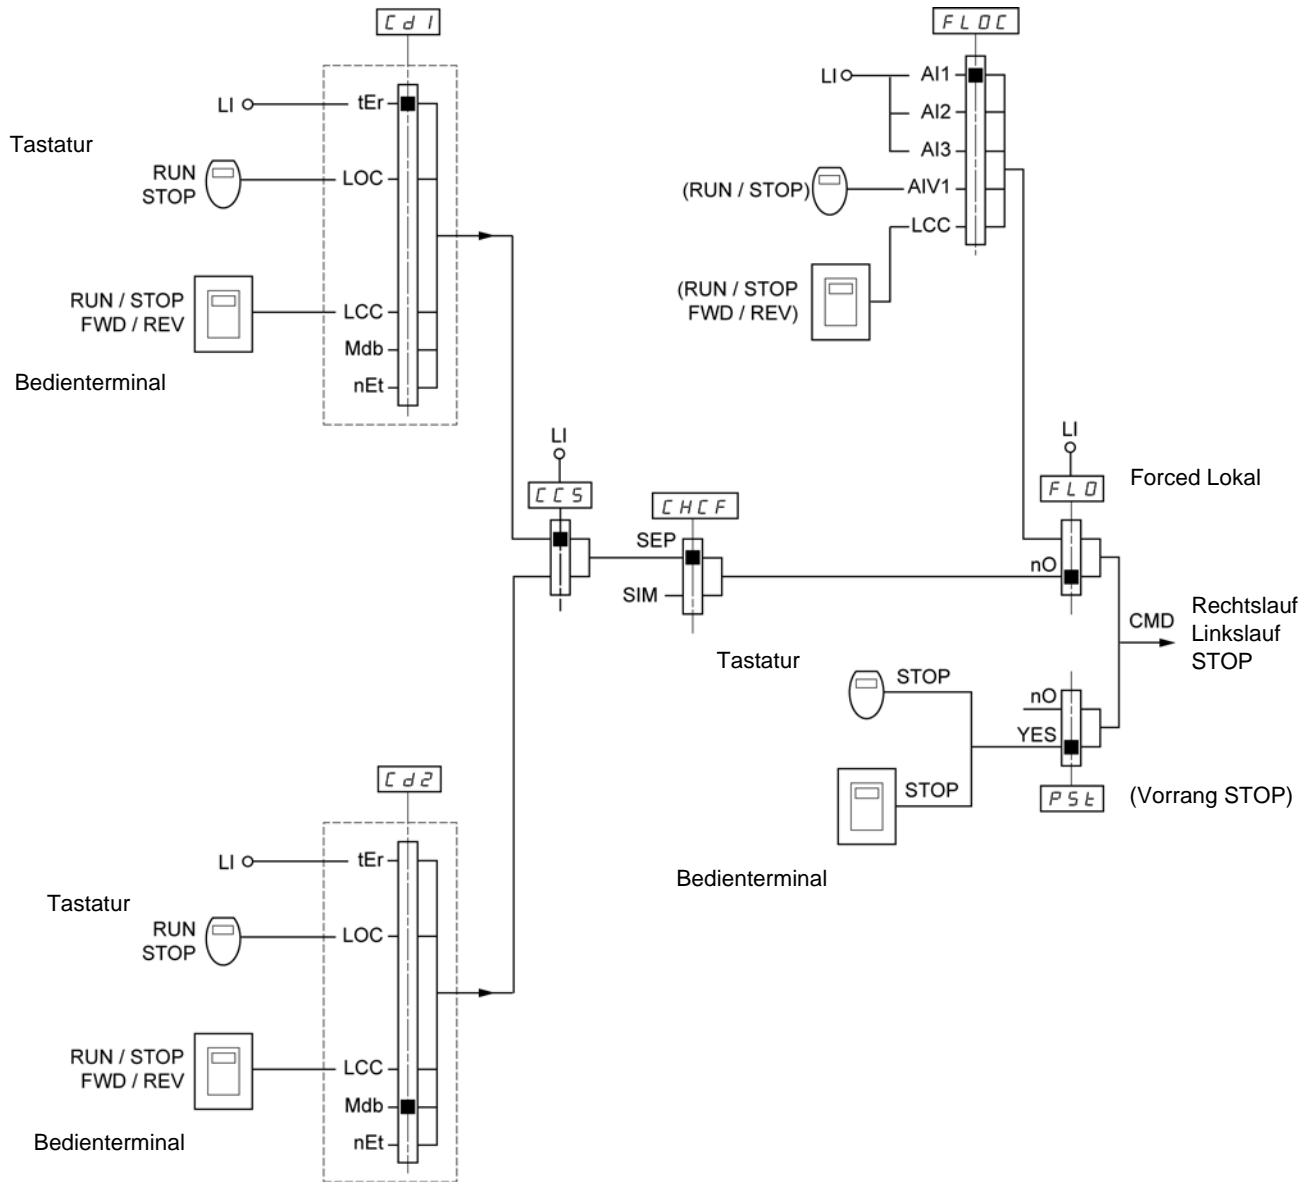 Cd1
LI
tEr
Tastatur
RUN
STOP
LOC
RUN / STOP
FWD / REV
LCC
Mdb
Bedienterminal
nEt
FLOC
LI
AI1
AI2
AI3
(RUN / STOP)
AIV1
LCC
(RUN / STOP
FWD / REV)
LI
CCS
CHCF
SEP
SIM
LI
FLO
Forced Lokal
nO
CMD
Rechtslauf
Linkslauf
STOP
Tastatur
STOP
nO
YES
STOP
PSt
(Vorrang STOP)
Bedienterminal
Cd2
LI
tEr
Tastatur
RUN
STOP
LOC
RUN / STOP
FWD / REV
LCC
Mdb
Bedienterminal
nEt